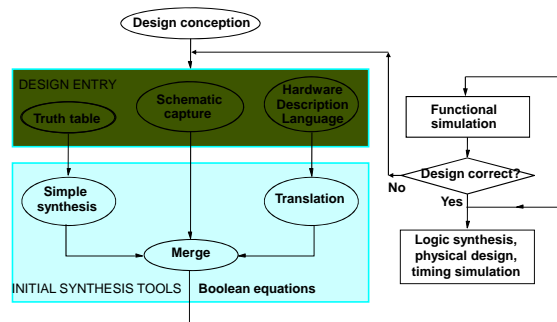 Design conception
DESIGN ENTRY
Truth table
Schematic
capture
Hardware
Description
Language
Simple
synthesis
Translation
Merge
INITIAL SYNTHESIS TOOLS
Boolean equations
Functional
simulation
Design correct?
No
Yes
Logic synthesis,
physical design,
timing simulation